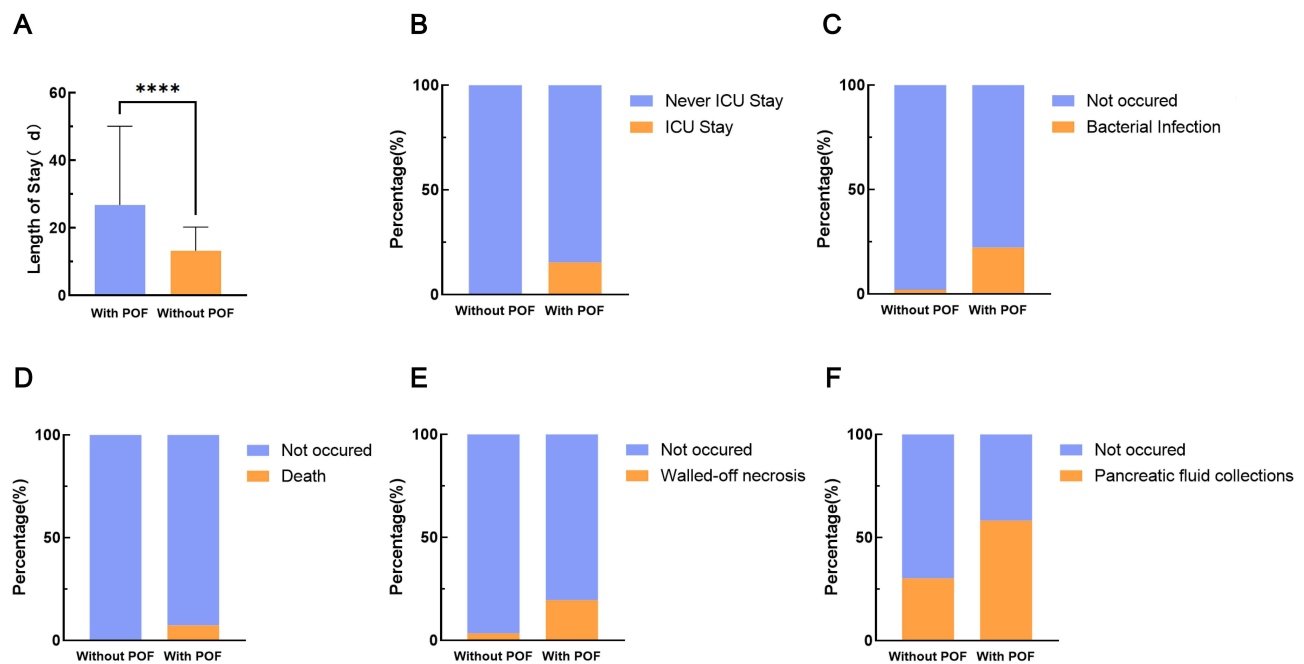 A
Length of Stay( d)
60
40
20
0
****
With POF Without POF
B
Percentage(%)
100
50
0
Without POF With POF
Never ICU Stay
ICU Stay
C
Percentage(%)
100
50
0
Without POF With POF
Not occured
Bacterial Infection
D
Percentage(%)
100
50
0
Without POF With POF
Not occured
Death
E
Percentage(%)
100
50
0
Without POF With POF
Not occured
Walled-off necrosis
F
Percentage(%)
100
50
0
Without POF With POF
Not occured
Pancreatic fluid collections